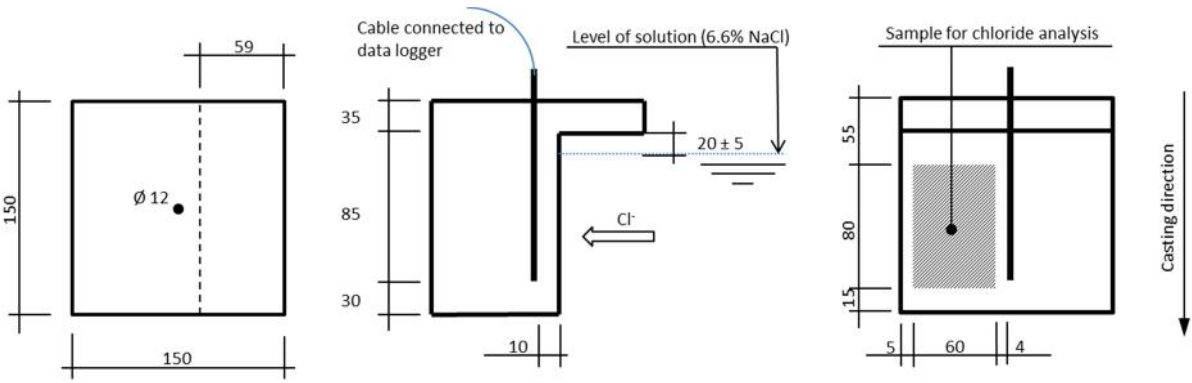 59
150
Ø 12
150
Cable connected to
data logger
Level of solution (6.6% NaCl)
35
20 ± 5
85
Cl-
30
10
Sample for chloride analysis
55
80
15
5
60
4
Casting direction